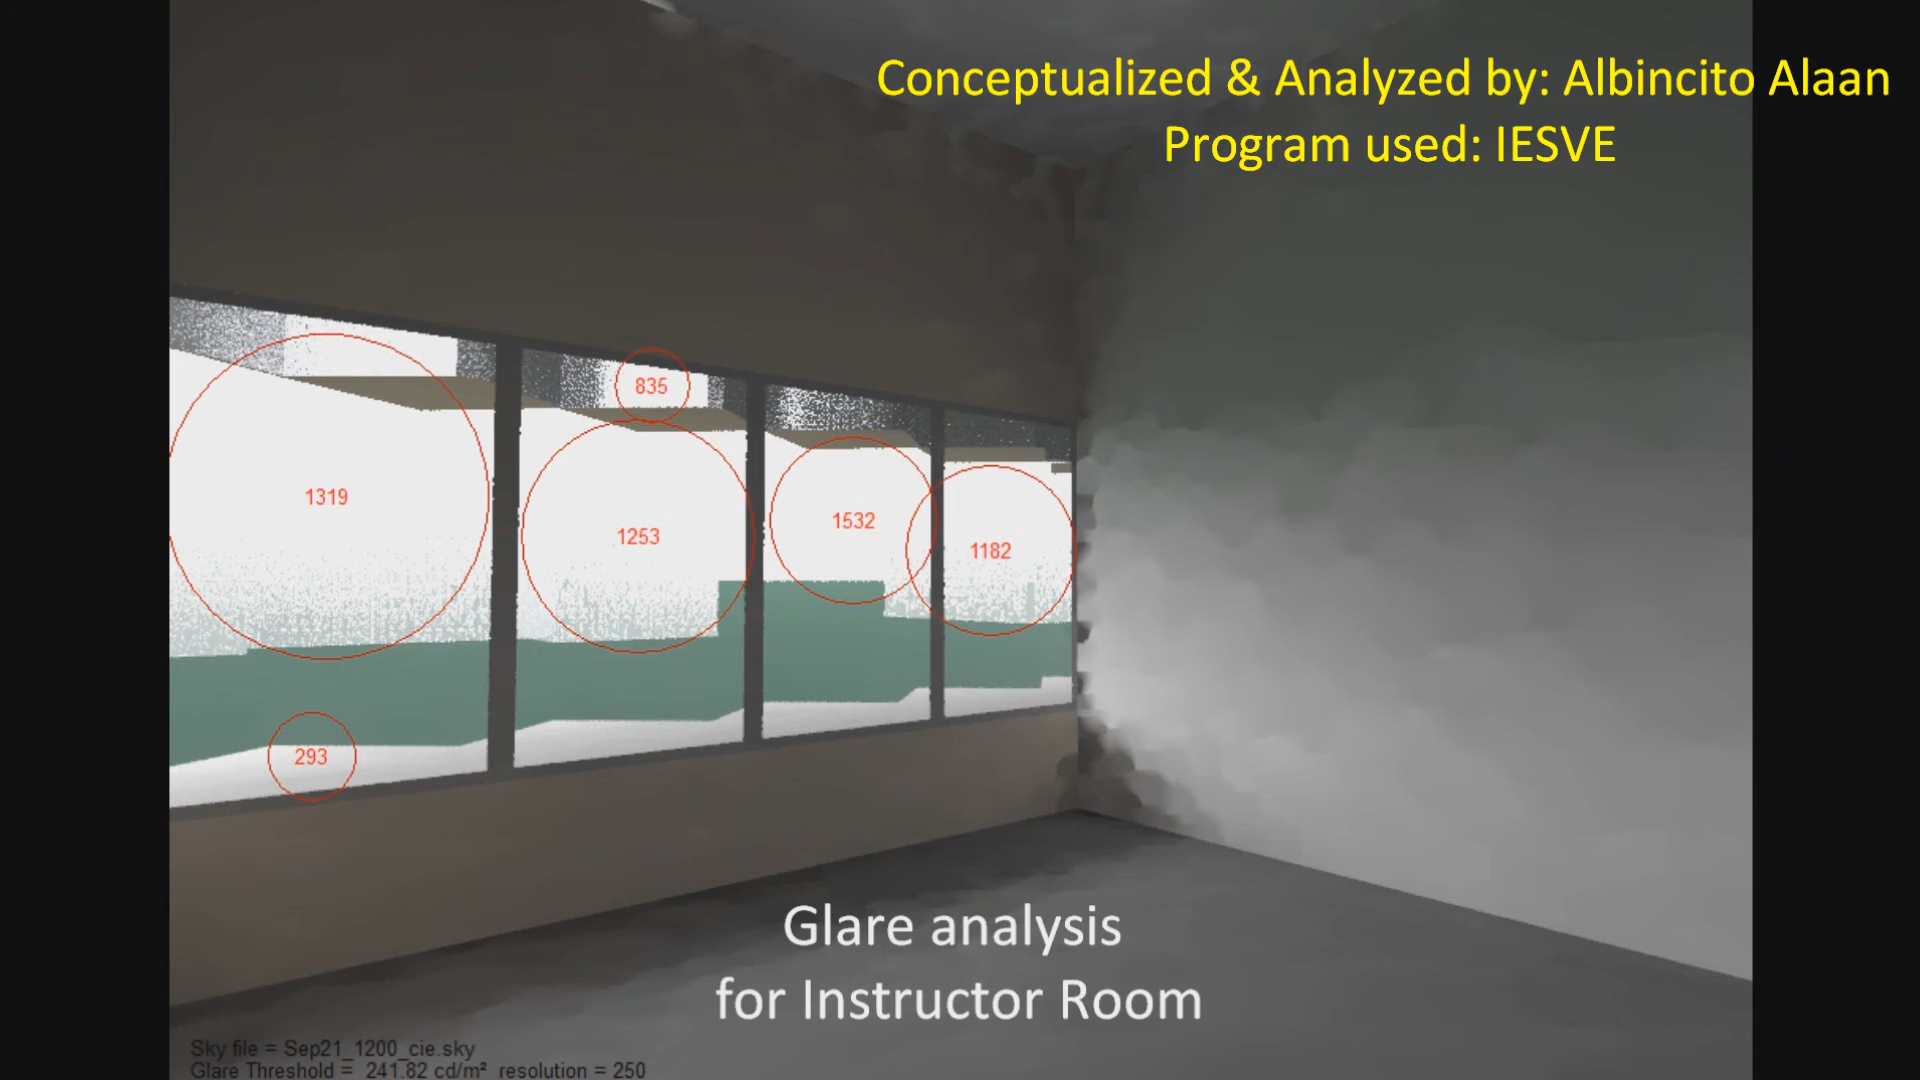 Conceptualized & Analyzed by: Albincito Alaan
Program used: IESVE
835
1319
1253
1532
1182
293
Glare analysis
for Instructor Room
Sky file = Sep21_1200_cie.sky
Glare Threshold = 241.82 cd/m² resolution = 250